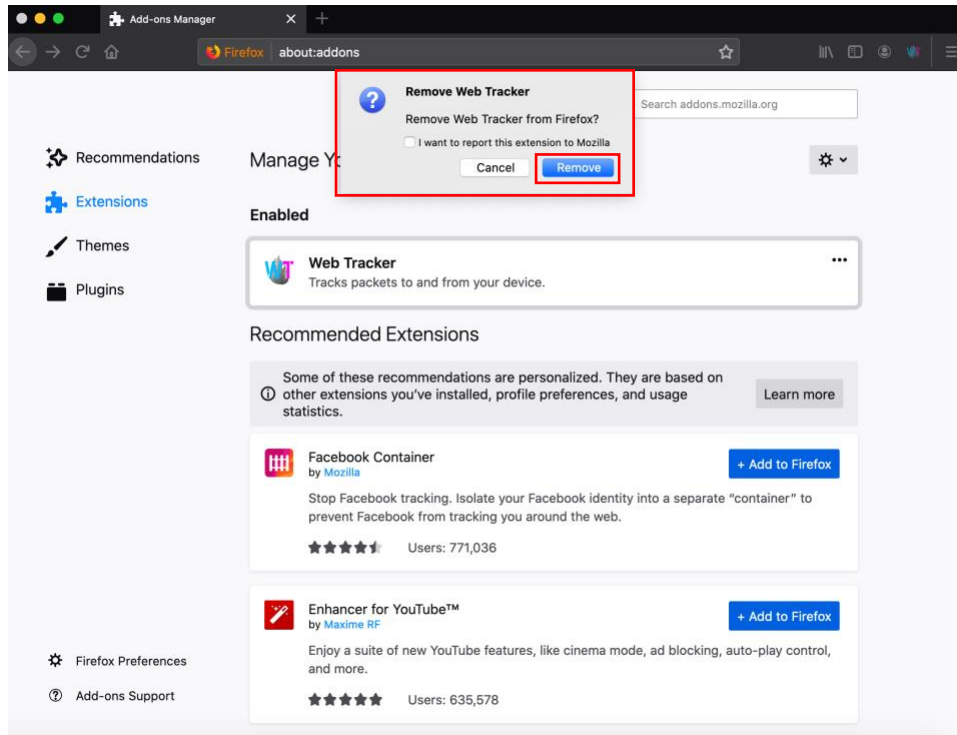 Add-ons Manager
Firefox about:addons
Remove Web Tracker
Remove Web Tracker from Firefox?
I want to report this extension to Mozilla
Cancel Remove
Search addons.mozilla.org
Recommendations
Extensions
Themes
Plugins
Manage Yo
Enabled
Web Tracker
Tracks packets to and from your device.
Recommended Extensions
Some of these recommendations are personalized. They are based on
other extensions you've installed, profile preferences, and usage
statistics.
Learn more
Facebook Container
by Mozilla
+ Add to Firefox
Stop Facebook tracking. Isolate your Facebook identity into a separate “container” to
prevent Facebook from tracking you around the web.
Users: 771,036
Enhancer for YouTube™
by Maxime RF
+ Add to Firefox
Enjoy a suite of new YouTube features, like cinema mode, ad blocking, auto-play control,
and more.
Users: 635,578
Firefox Preferences
Add-ons Support